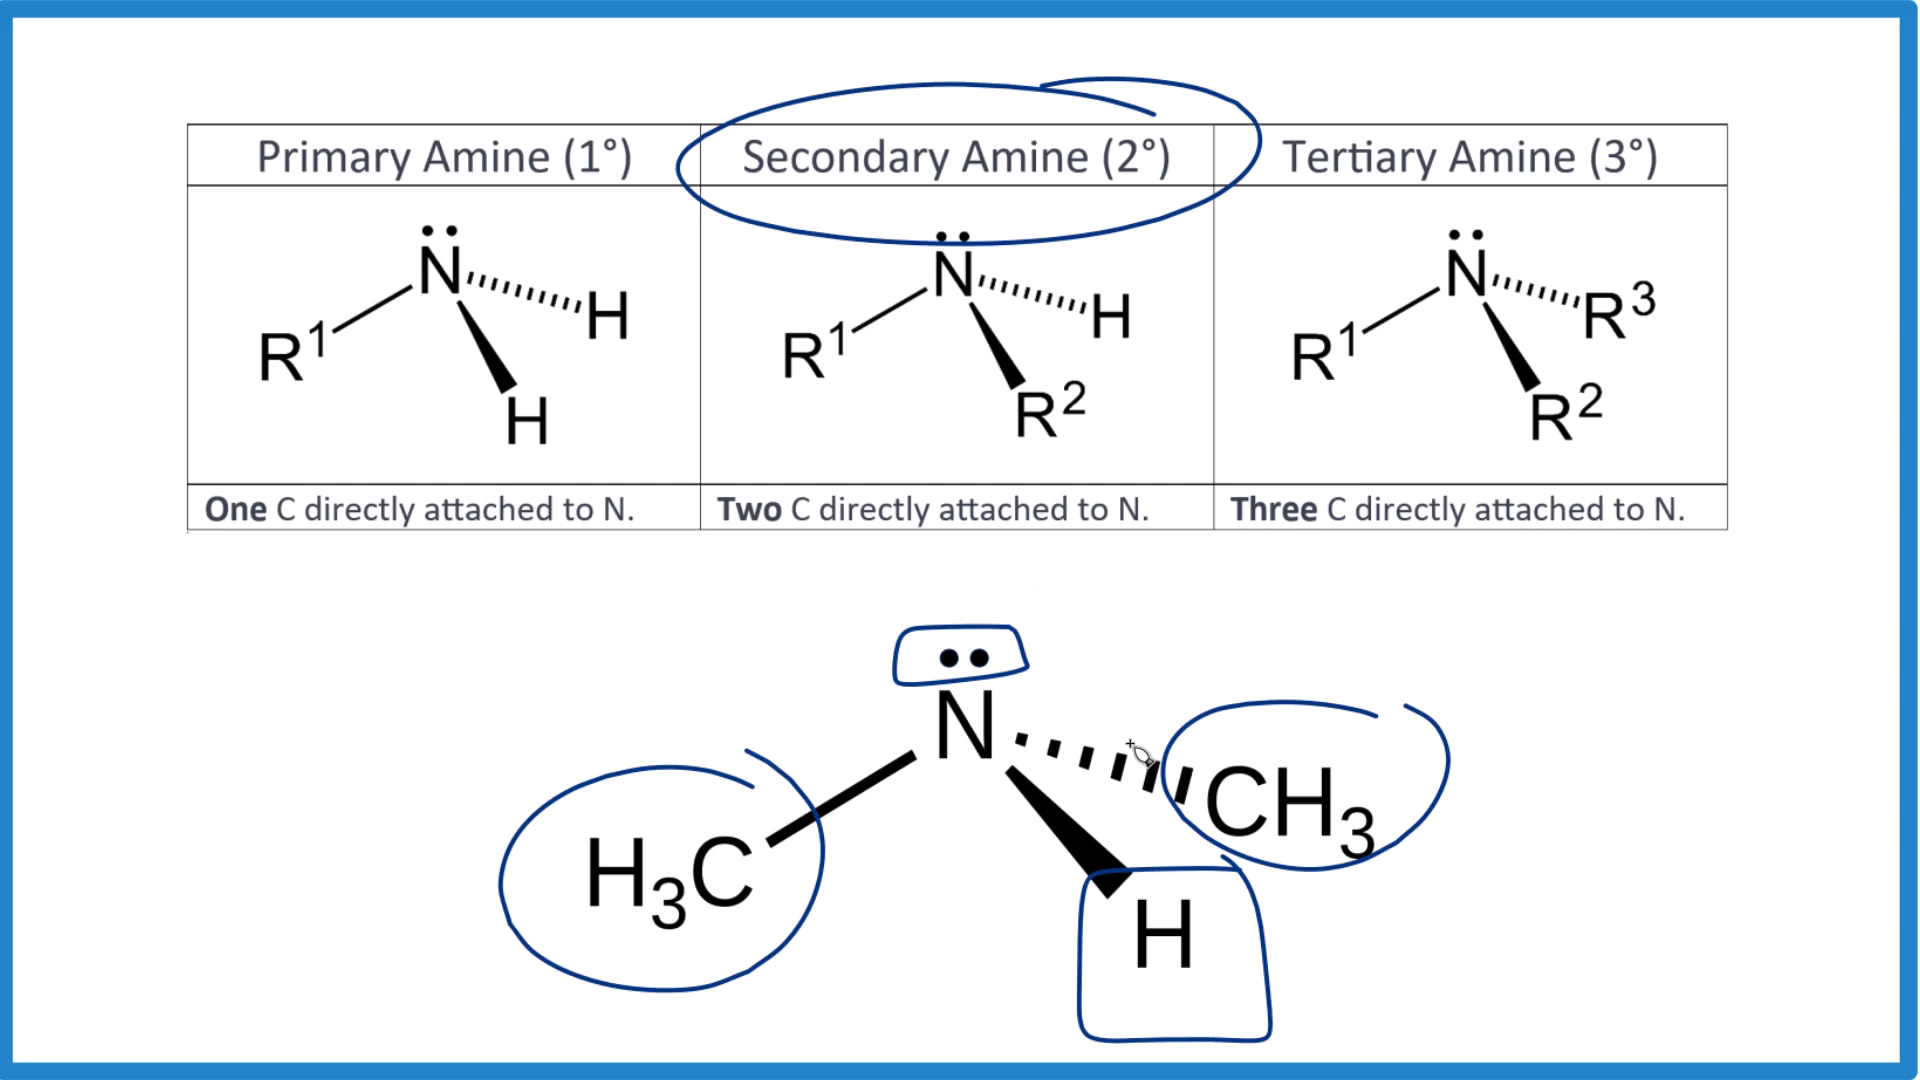 Primary Amine (1°) Secondary Amine (2°) Tertiary Amine (3°)
N H R¹ H
N H R¹ R²
N R³ R¹ R²
One C directly attached to N. Two C directly attached to N. Three C directly attached to N.
N
H₃C CH₃
H